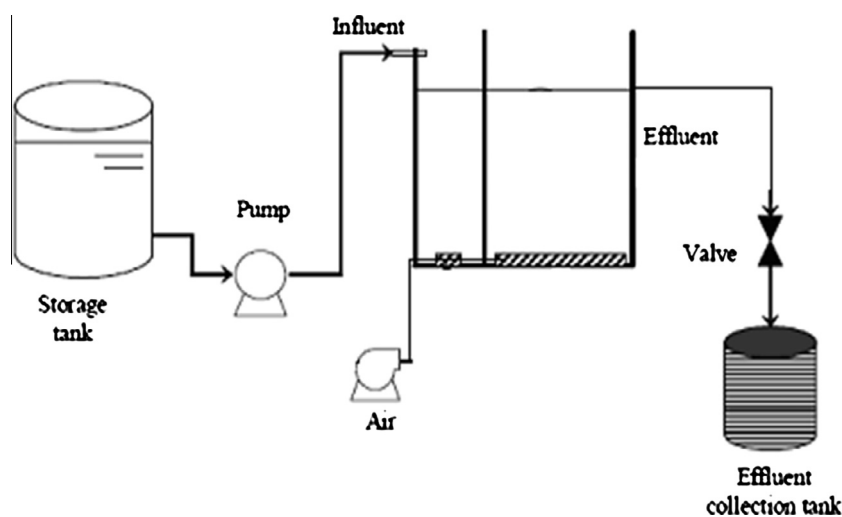 Influent
Effluent
Pump
Valve
Storage
tank
Air
Effluent
collection tank